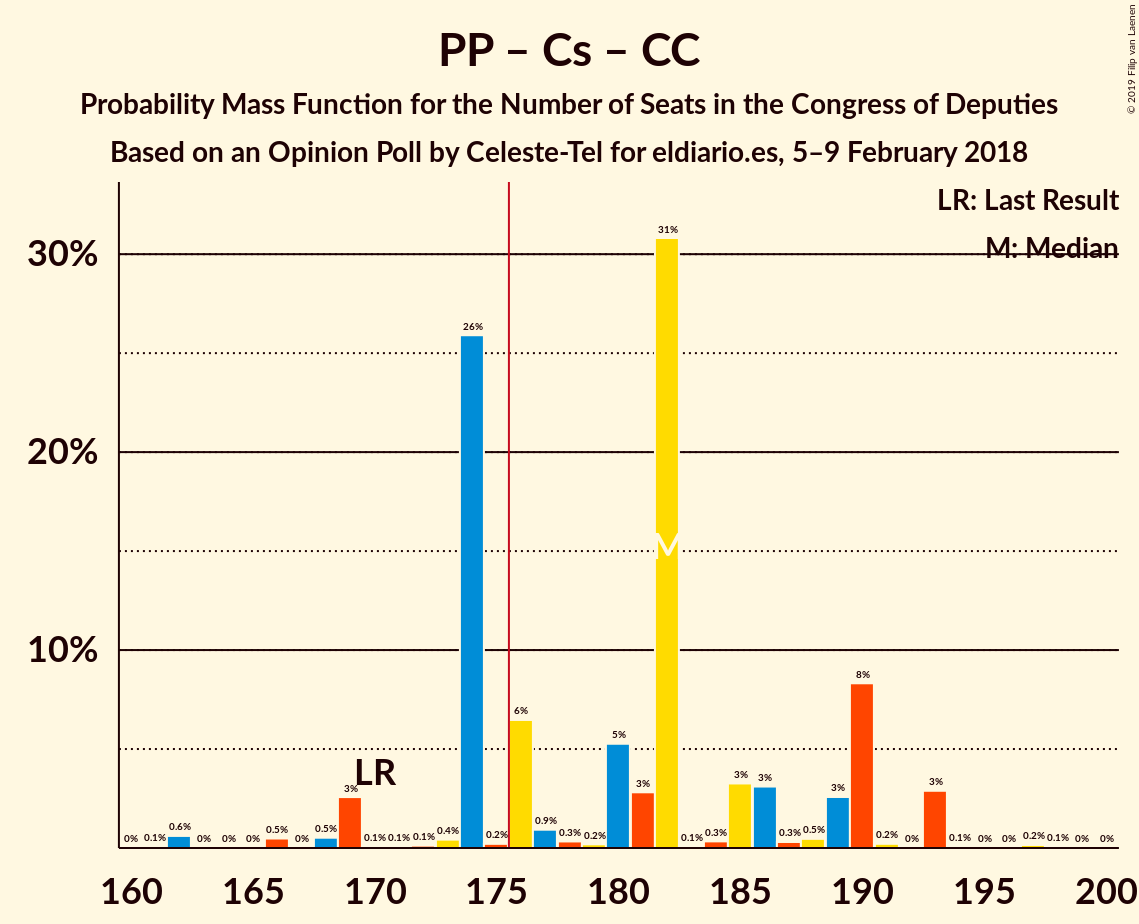 PP – Cs – CC
Probability Mass Function for the Number of Seats in the Congress of Deputies
Based on an Opinion Poll by Celeste-Tel for eldiario.es, 5–9 February 2018
© 2019 Filip van Laenen
LR: Last Result
M: Median
30%
20%
10%
0% 0.1% 0.6% 0% 0% 0% 0.5% 0% 0.5% 3% 0.1% 0.1% 0.1% 0.4% 26% 0.2% 6% 0.9% 0.3% 0.2% 5% 3% 31% 0.1% 0.3% 3% 3% 0.3% 0.5% 3% 8% 0.2% 0% 3% 0.1% 0% 0% 0.2% 0.1% 0% 0%
LR
M
160 165 170 175 180 185 190 195 200